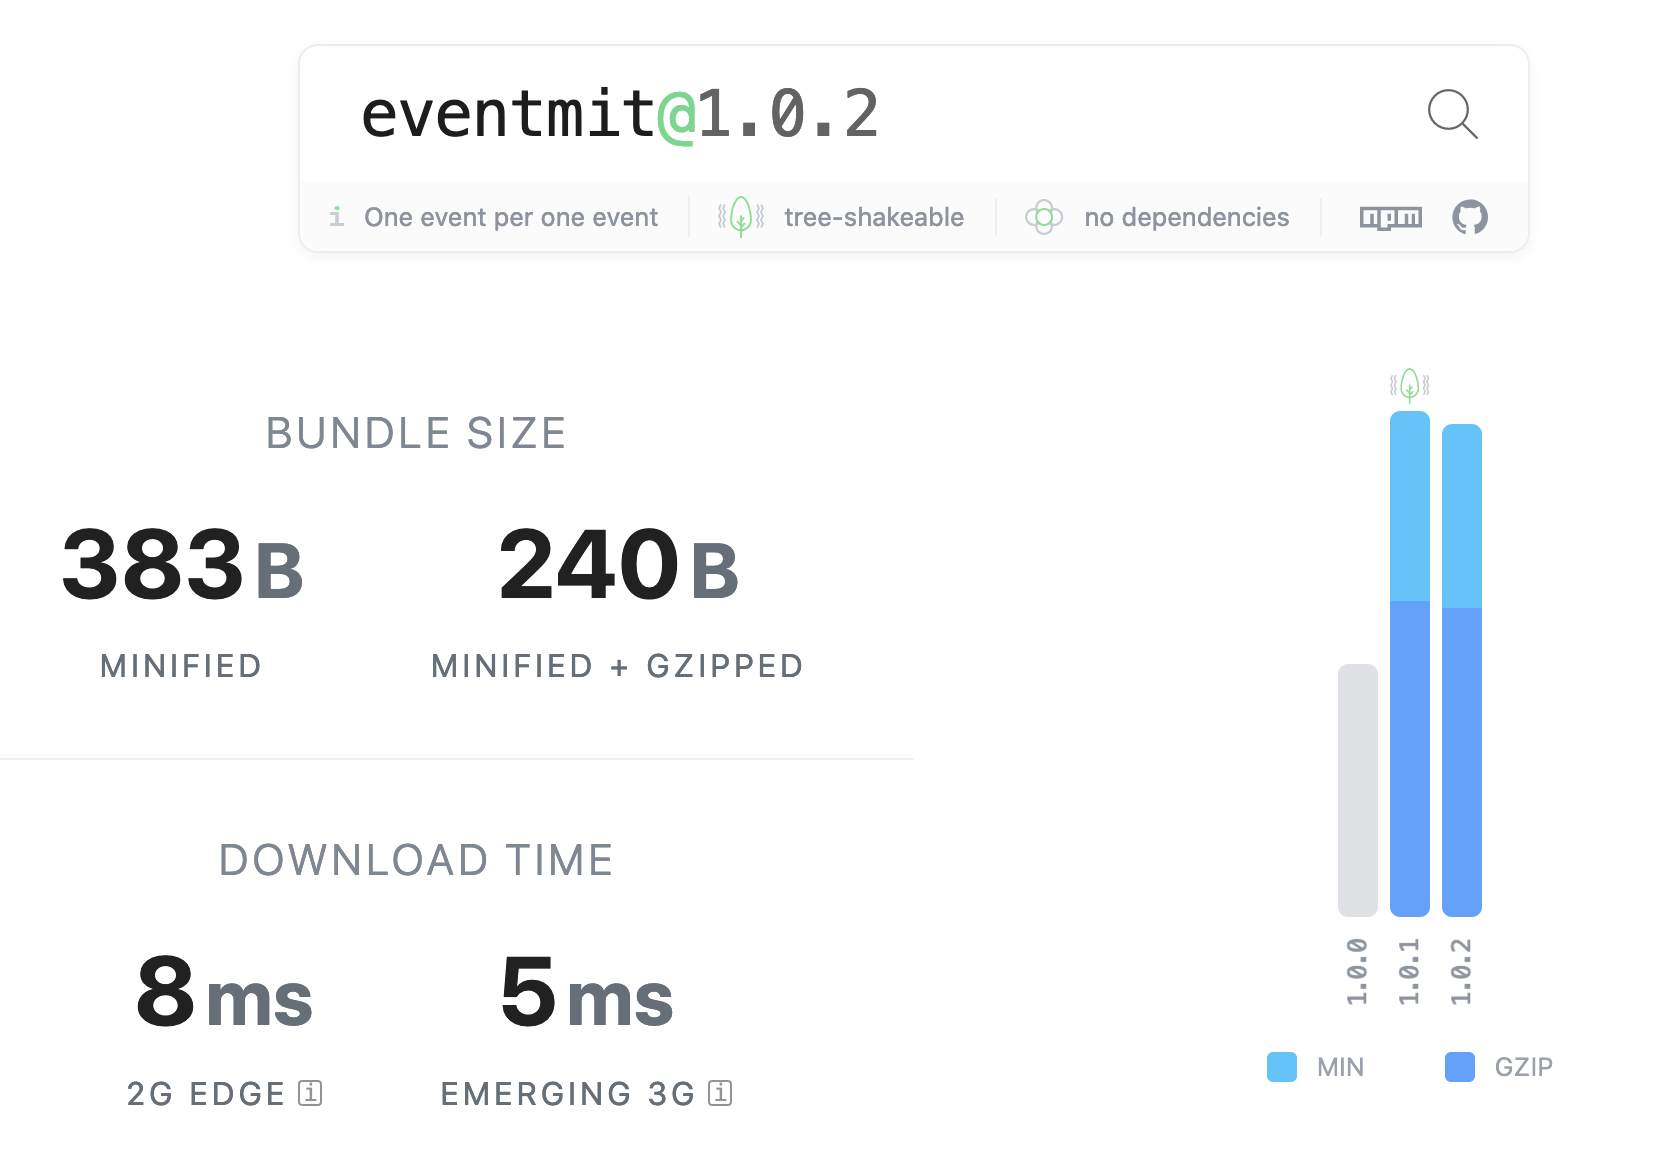 eventmit@1.0.2
i One event per one event tree-shakeable no dependencies npm
BUNDLE SIZE
383 B 240 B
MINIFIED MINIFIED + GZIPPED
DOWNLOAD TIME
8 ms 5 ms
2G EDGE i EMERGING 3G i
1.0.0 1.0.1 1.0.2
MIN GZIP